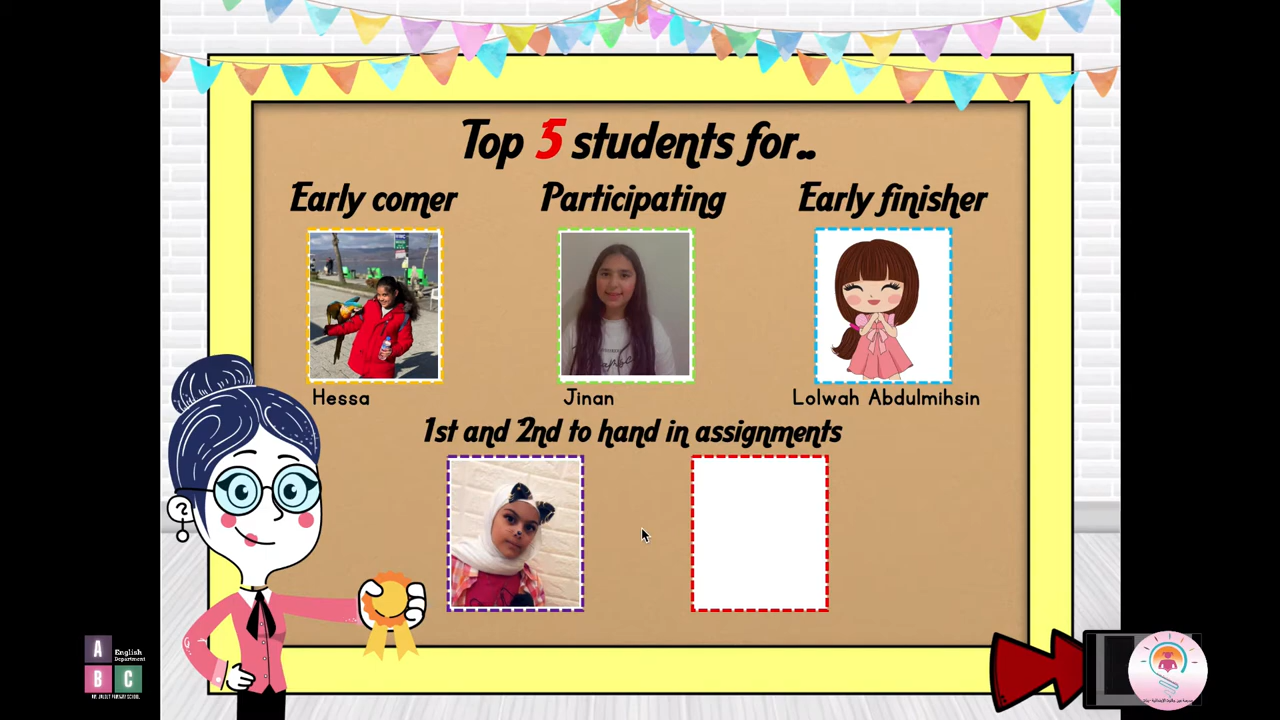 Top 5 students for..
Early comer
Participating
Early finisher
Hessa
Jinan
Lolwah Abdulmihsin
1st and 2nd to hand in assignments
A
English
Department
B C